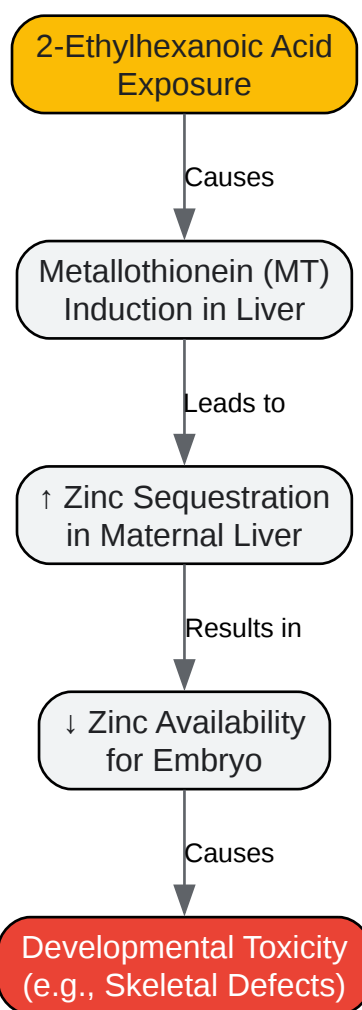 2-Ethylhexanoic Acid
Exposure
Causes
Metallothionein (MT)
Induction in Liver
Leads to
↑ Zinc Sequestration
in Maternal Liver
Results in
↓ Zinc Availability
for Embryo
Causes
Developmental Toxicity
(e.g., Skeletal Defects)